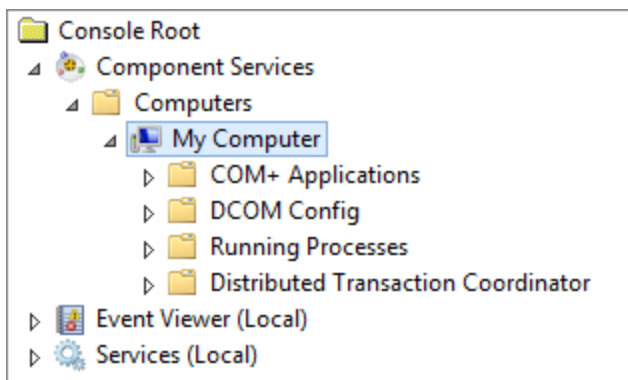 Console Root
Component Services
Computers
My Computer
COM+ Applications
DCOM Config
Running Processes
Distributed Transaction Coordinator
Event Viewer (Local)
Services (Local)